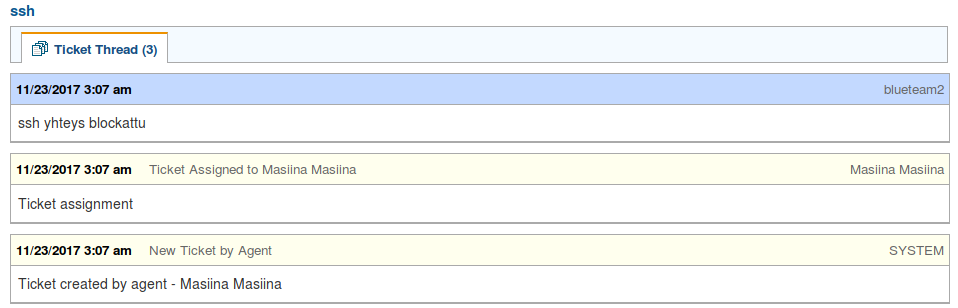 ssh
Ticket Thread (3)
11/23/2017 3:07 am blueteam2
ssh yhteys blockattu
11/23/2017 3:07 am Ticket Assigned to Masiina Masiina Masiina Masiina
Ticket assignment
11/23/2017 3:07 am New Ticket by Agent SYSTEM
Ticket created by agent - Masiina Masiina